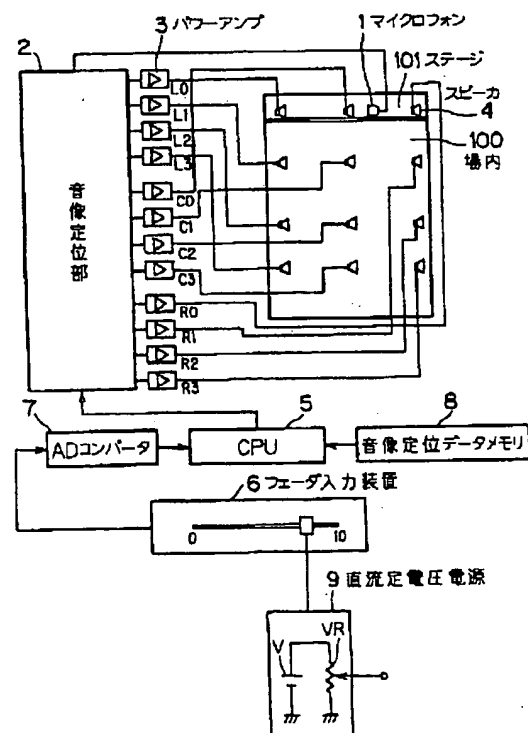 3 パワーアンプ
1 マイクロフォン
2
101 ステージ
スピーカ
4
100
場内
音像定位部
L0
L1
L2
L3
C0
C1
C2
C3
R0
R1
R2
R3
7
ADコンバータ
5
CPU
8
音像定位データメモリ
6 フェーダ入力装置
0
10
9 直流定電圧電源
V
VR